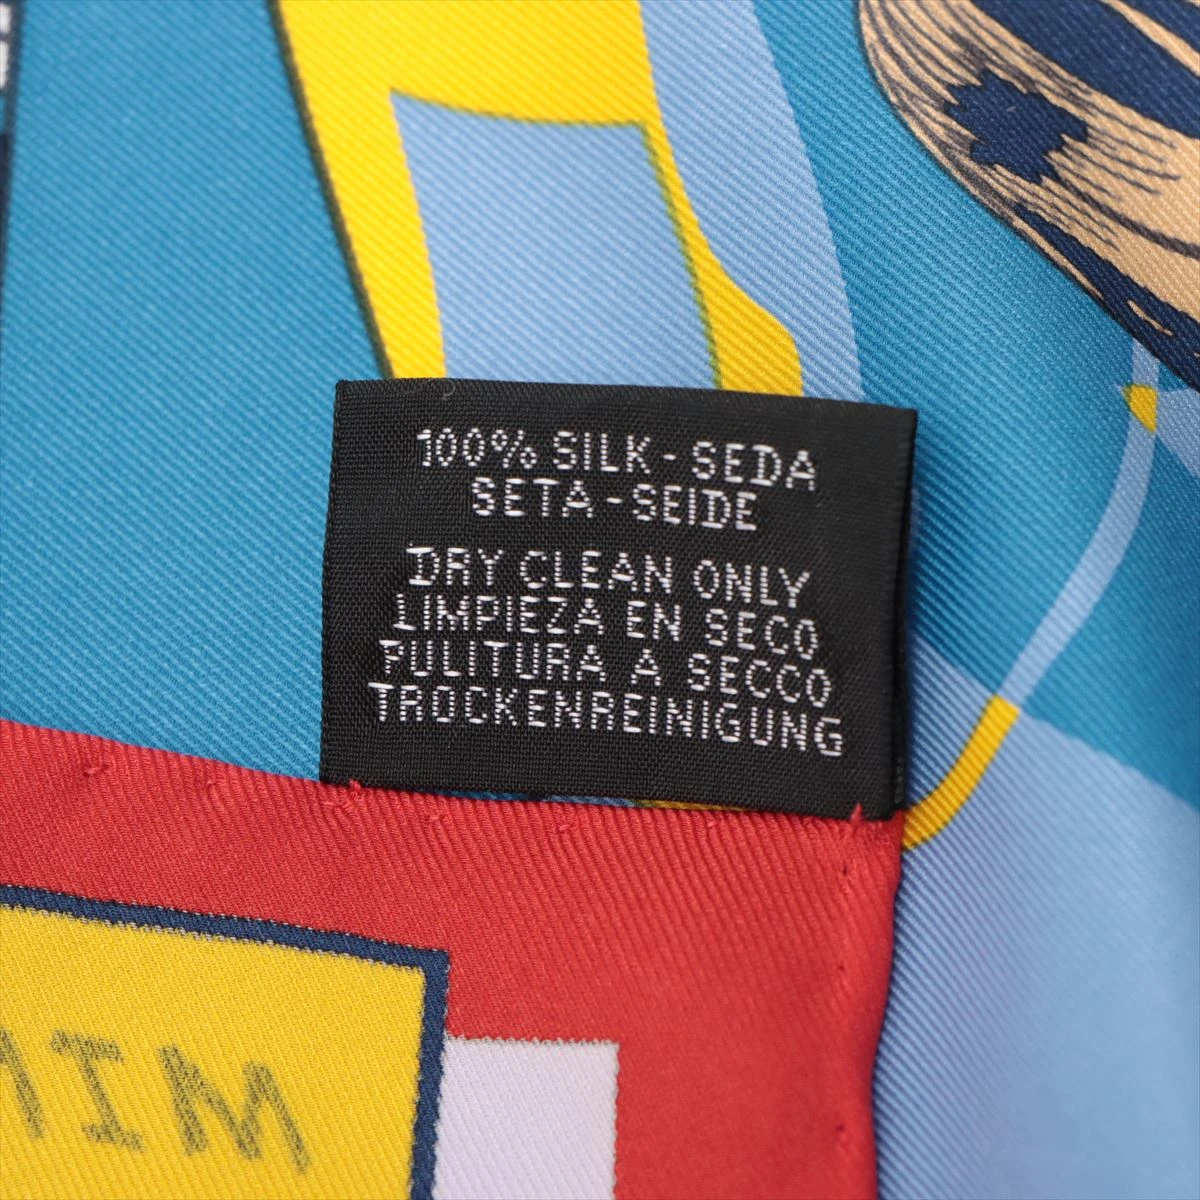 100% SILK - SEDA
SETA - SEIDE
DRY CLEAN ONLY
LIMPIEZA EN SECO
PULITURA A SECCO
TROCKENREINIGUNG